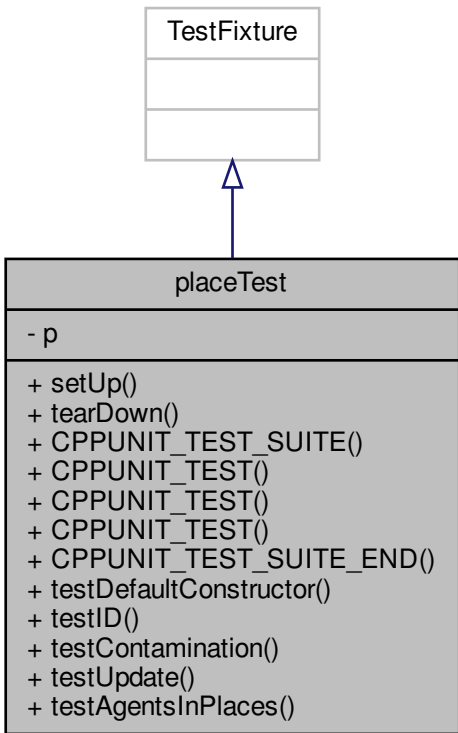 TestFixture
placeTest
- p
+ setUp()
+ tearDown()
+ CPPUNIT_TEST_SUITE()
+ CPPUNIT_TEST()
+ CPPUNIT_TEST()
+ CPPUNIT_TEST()
+ CPPUNIT_TEST_SUITE_END()
+ testDefaultConstructor()
+ testID()
+ testContamination()
+ testUpdate()
+ testAgentsInPlaces()